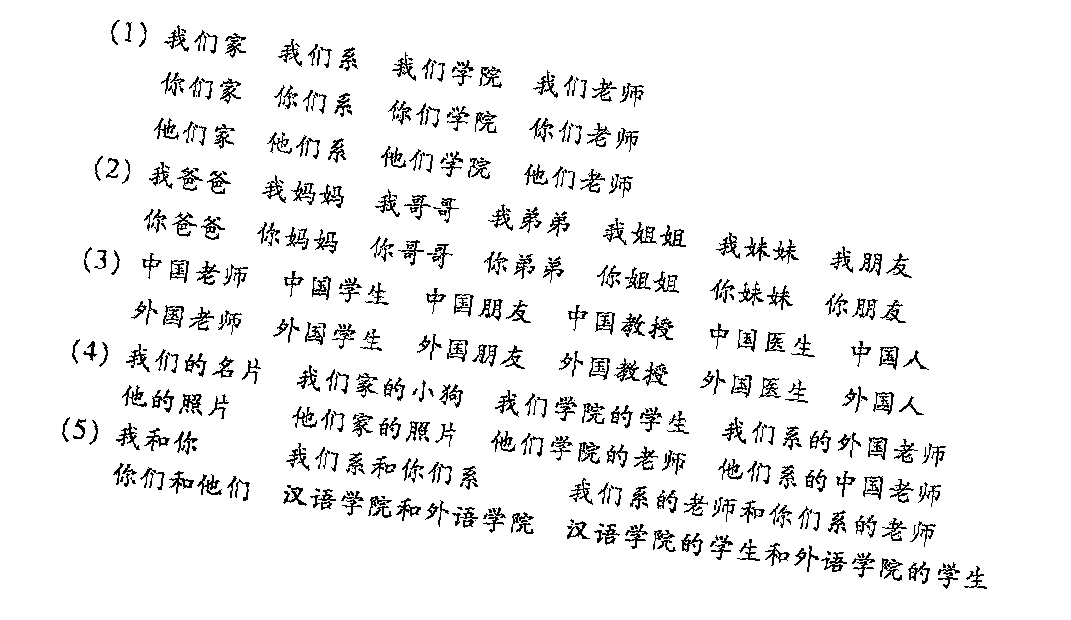 (1) 我们家 我们系 我们学院 我们老师
你们家 你们系 你们学院 你们老师
他们家 他们系 他们学院 他们老师
(2) 我爸爸 我妈妈 我哥哥 我弟弟 我姐姐 我妹妹 我朋友
你爸爸 你妈妈 你哥哥 你弟弟 你姐姐 你妹妹 你朋友
(3) 中国老师 中国学生 中国朋友 中国教授 中国医生 中国人
外国老师 外国学生 外国朋友 外国教授 外国医生 外国人
(4) 我们的名片 我们家的小狗 我们学院的学生 我们系的外国老师
他的照片 他们家的照片 他们学院的老师 他们系的中国老师
(5) 我和你 我们系和你们系 我们系的老师和你们系的老师
你们和他们 汉语学院和外语学院 汉语学院的学生和外语学院的学生